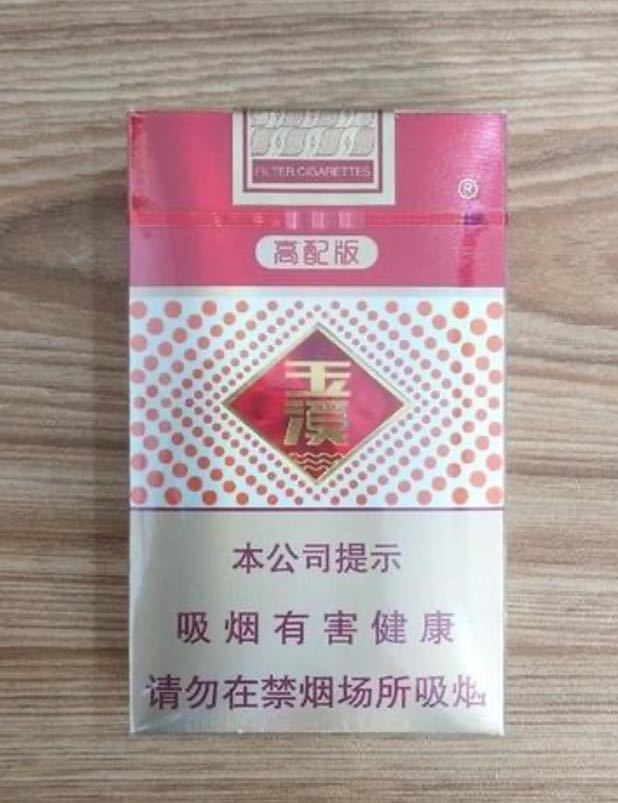 FILTER CIGARETTES
®
高配版
玉
溪
本公司提示
吸烟有害健康
请勿在禁烟场所吸烟